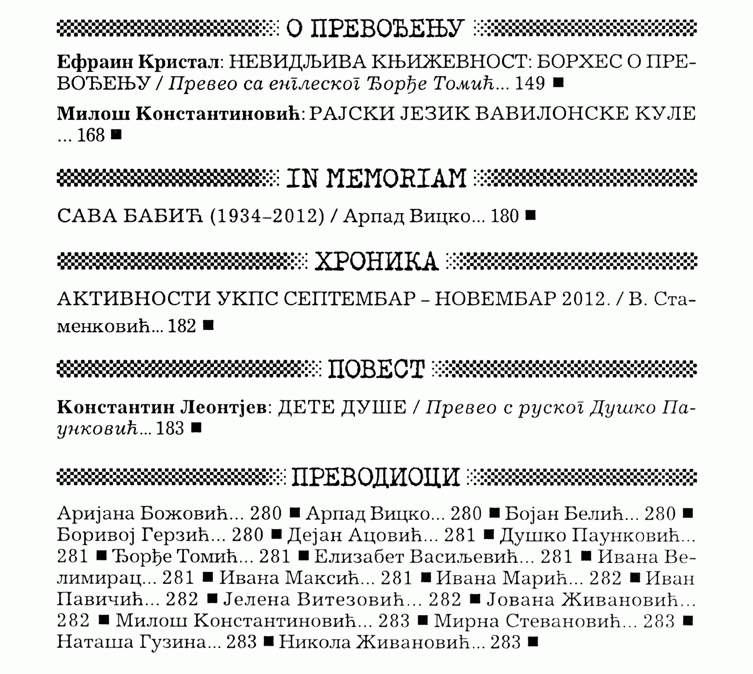 О ПРЕВОЂЕЊУ
Ефраин Кристал: НЕВИДЉИВА КЊИЖЕВНОСТ: БОРХЕС О ПРЕ-
ВОЂЕЊУ / Превео са енглеског Ђорђе Томић... 149 ■
Милош Константиновић: РАЈСКИ ЈЕЗИК ВАВИЛОНСКЕ КУЛЕ
... 168 ■
IN MEMORIAM
САВА БАБИЋ (1934–2012) / Арпад Вицко... 180 ■
ХРОНИКА
АКТИВНОСТИ УКПС СЕПТЕМБАР – НОВЕМБАР 2012. / В. Ста-
менковић... 182 ■
ПОВЕСТ
Константин Леонтјев: ДЕТЕ ДУШЕ / Превео с руског Душко Па-
унковић... 183 ■
ПРЕВОДИОЦИ
Аријана Божовић... 280 ■ Арпад Вицко... 280 ■ Бојан Белић... 280 ■
Боривој Герзић... 280 ■ Дејан Ацовић... 281 ■ Душко Паунковић...
281 ■ Ђорђе Томић... 281 ■ Елизабет Васиљевић... 281 ■ Ивана Ве-
лимирац... 281 ■ Ивана Максић... 281 ■ Ивана Марић... 282 ■ Иван
Павичић... 282 ■ Јелена Витезовић... 282 ■ Јована Живановић...
282 ■ Милош Константиновић... 283 ■ Мирна Стевановић... 283 ■
Наташа Гузина... 283 ■ Никола Живановић... 283 ■